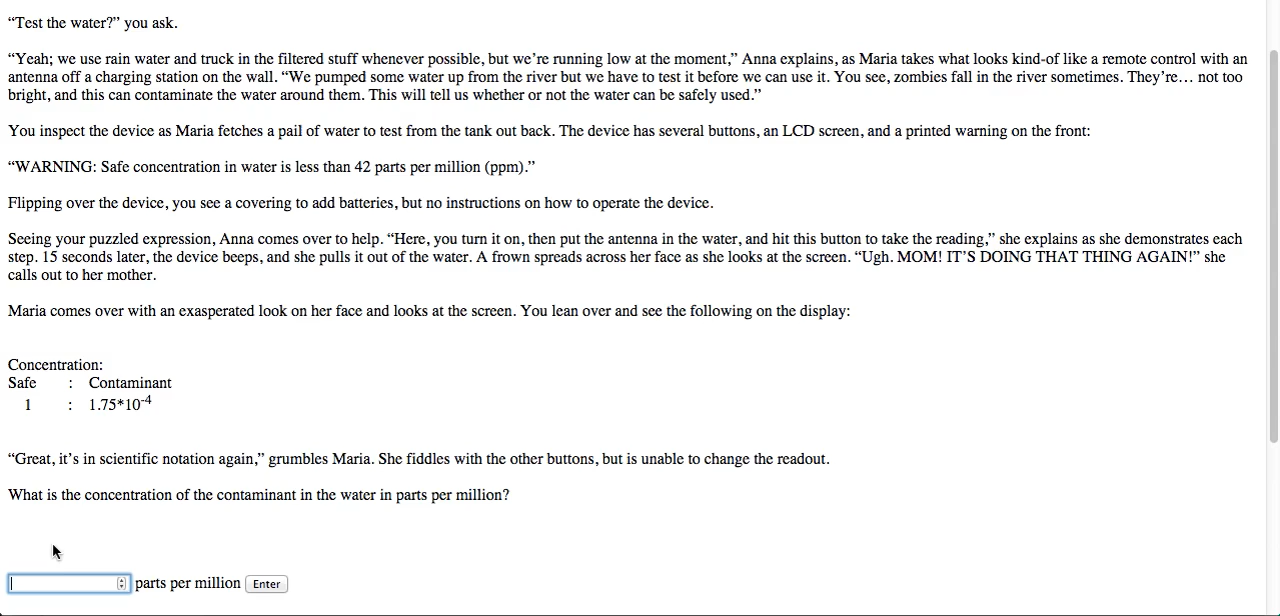 “Test the water?” you ask.
“Yeah; we use rain water and truck in the filtered stuff whenever possible, but we’re running low at the moment,” Anna explains, as Maria takes what looks kind-of like a remote control with an
antenna off a charging station on the wall. “We pumped some water up from the river but we have to test it before we can use it. You see, zombies fall in the river sometimes. They’re… not too
bright, and this can contaminate the water around them. This will tell us whether or not the water can be safely used.”
You inspect the device as Maria fetches a pail of water to test from the tank out back. The device has several buttons, an LCD screen, and a printed warning on the front:
“WARNING: Safe concentration in water is less than 42 parts per million (ppm).”
Flipping over the device, you see a covering to add batteries, but no instructions on how to operate the device.
Seeing your puzzled expression, Anna comes over to help. “Here, you turn it on, then put the antenna in the water, and hit this button to take the reading,” she explains as she demonstrates each
step. 15 seconds later, the device beeps, and she pulls it out of the water. A frown spreads across her face as she looks at the screen. “Ugh. MOM! IT’S DOING THAT THING AGAIN!” she
calls out to her mother.
Maria comes over with an exasperated look on her face and looks at the screen. You lean over and see the following on the display:
Concentration:
Safe : Contaminant
1 : 1.75*10⁻⁴
“Great, it’s in scientific notation again,” grumbles Maria. She fiddles with the other buttons, but is unable to change the readout.
What is the concentration of the contaminant in the water in parts per million?
parts per million Enter